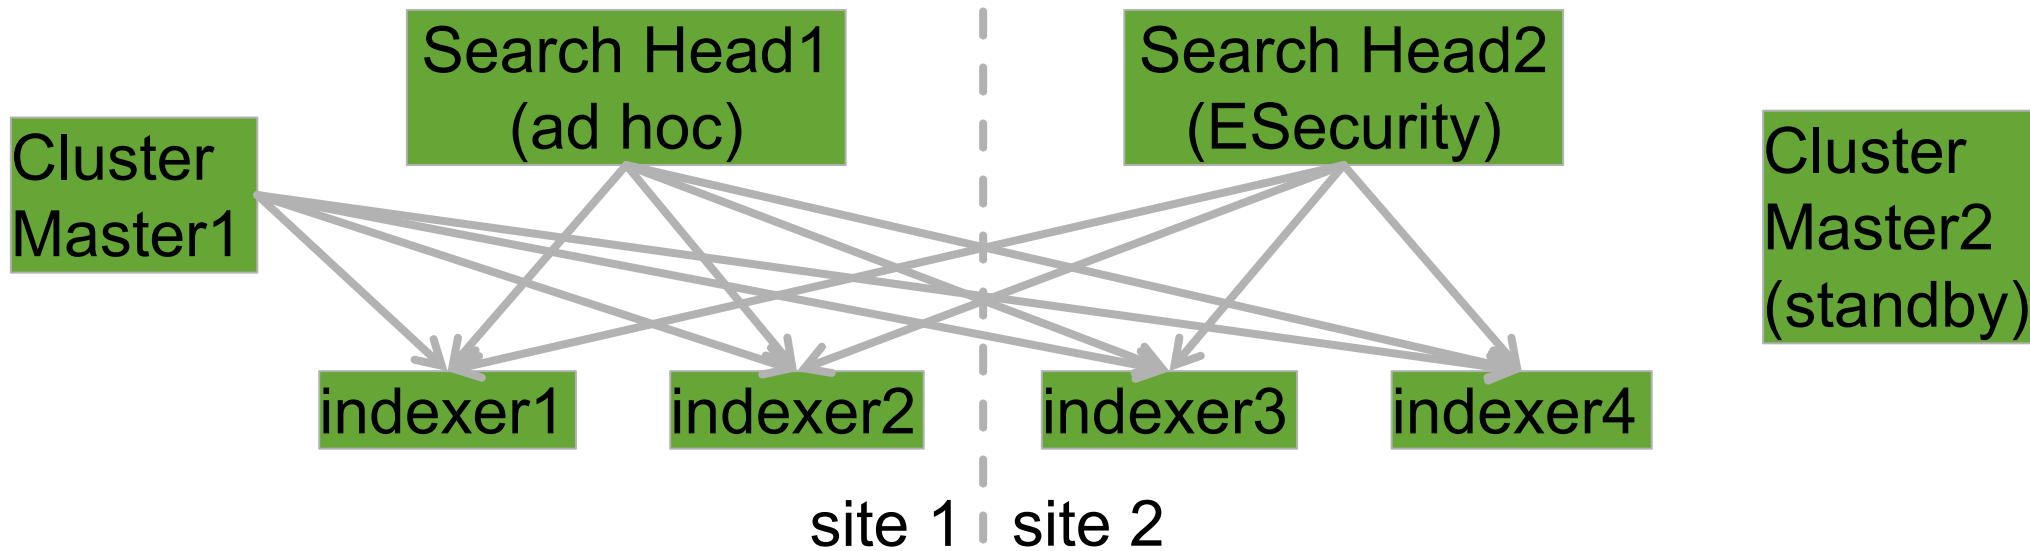 Search Head1
(ad hoc)
Search Head2
(ESecurity)
Cluster
Master1
Cluster
Master2
(standby)
indexer1
indexer2
indexer3
indexer4
site 1
site 2